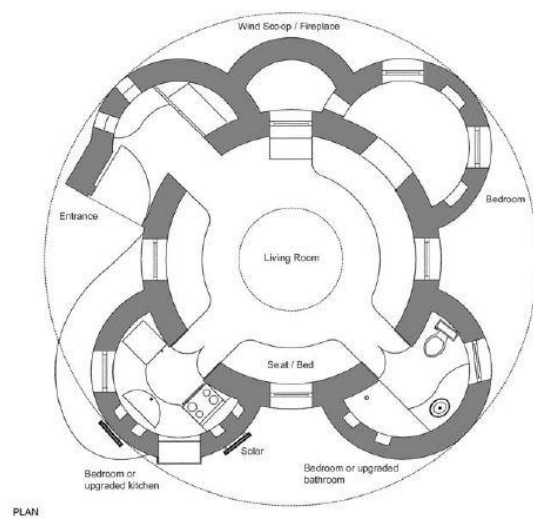 Wind Scoop / Fireplace
Bedroom
Entrance
Living Room
Seat / Bed
Solar
Bedroom or
upgraded kitchen
Bedroom or upgraded
bathroom
PLAN